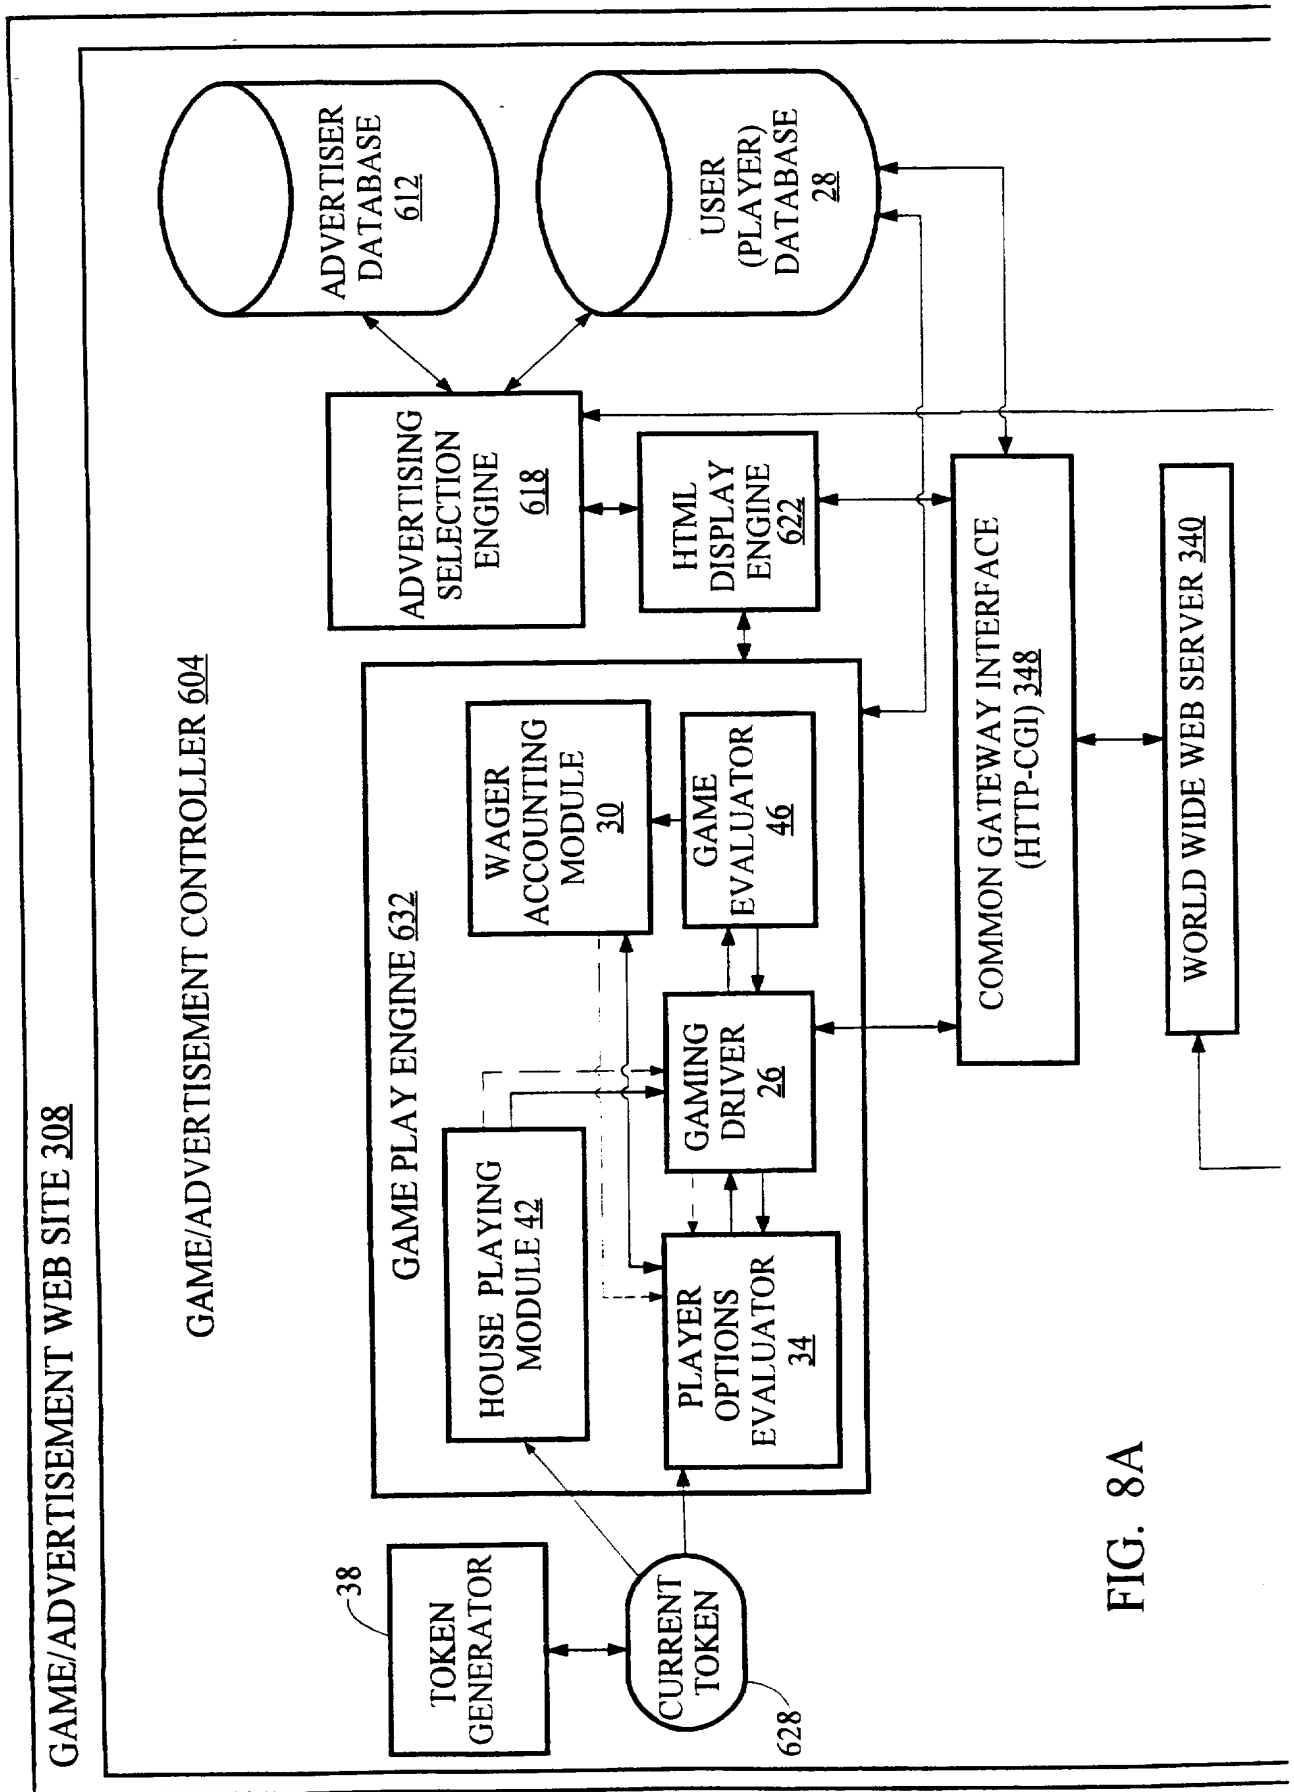 GAME/ADVERTISEMENT WEB SITE 308
GAME/ADVERTISEMENT CONTROLLER 604
TOKEN
GENERATOR
38
CURRENT
TOKEN
628
GAME PLAY ENGINE 632
HOUSE PLAYING
MODULE 42
WAGER
ACCOUNTING
MODULE
30
PLAYER
OPTIONS
EVALUATOR
34
GAMING
DRIVER
26
GAME
EVALUATOR
46
ADVERTISING
SELECTION
ENGINE
618
HTML
DISPLAY
ENGINE
622
ADVERTISER
DATABASE
612
USER
(PLAYER)
DATABASE
28
COMMON GATEWAY INTERFACE
(HTTP-CGI) 348
WORLD WIDE WEB SERVER 340
FIG. 8A